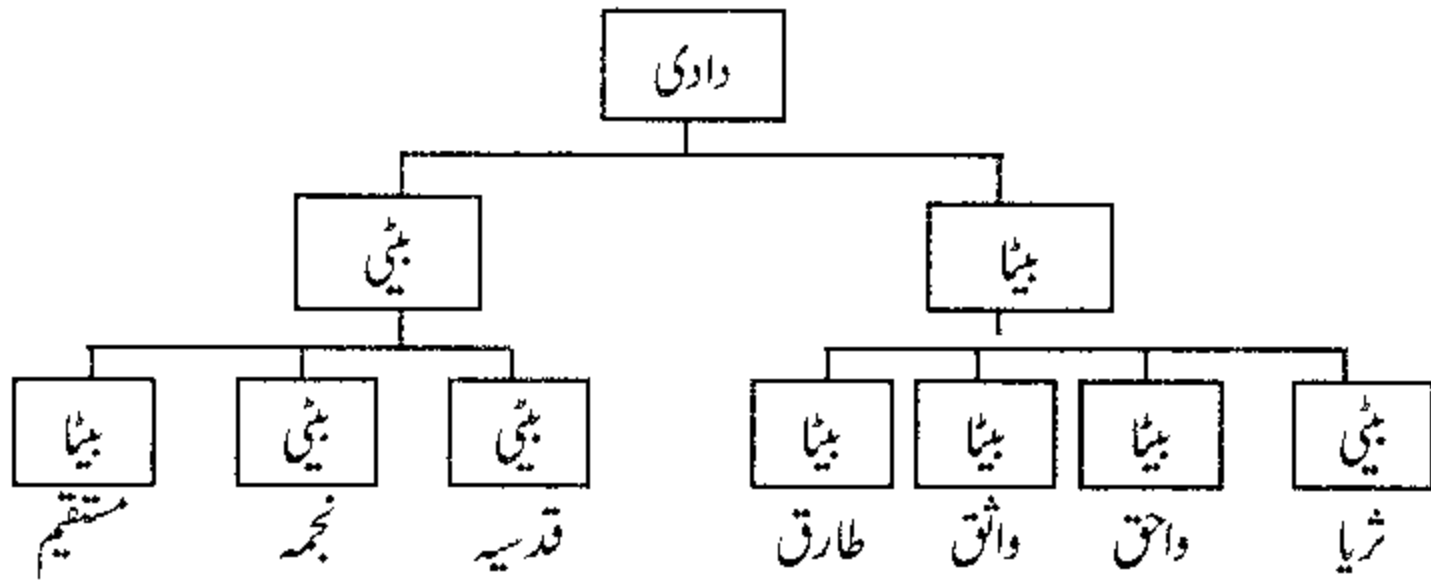 دادی
بیٹا بیٹی
بیٹی بیٹا بیٹا بیٹا بیٹی بیٹی بیٹا
ثریا واحق واثق طارق قدسیہ نجمہ مستقیم